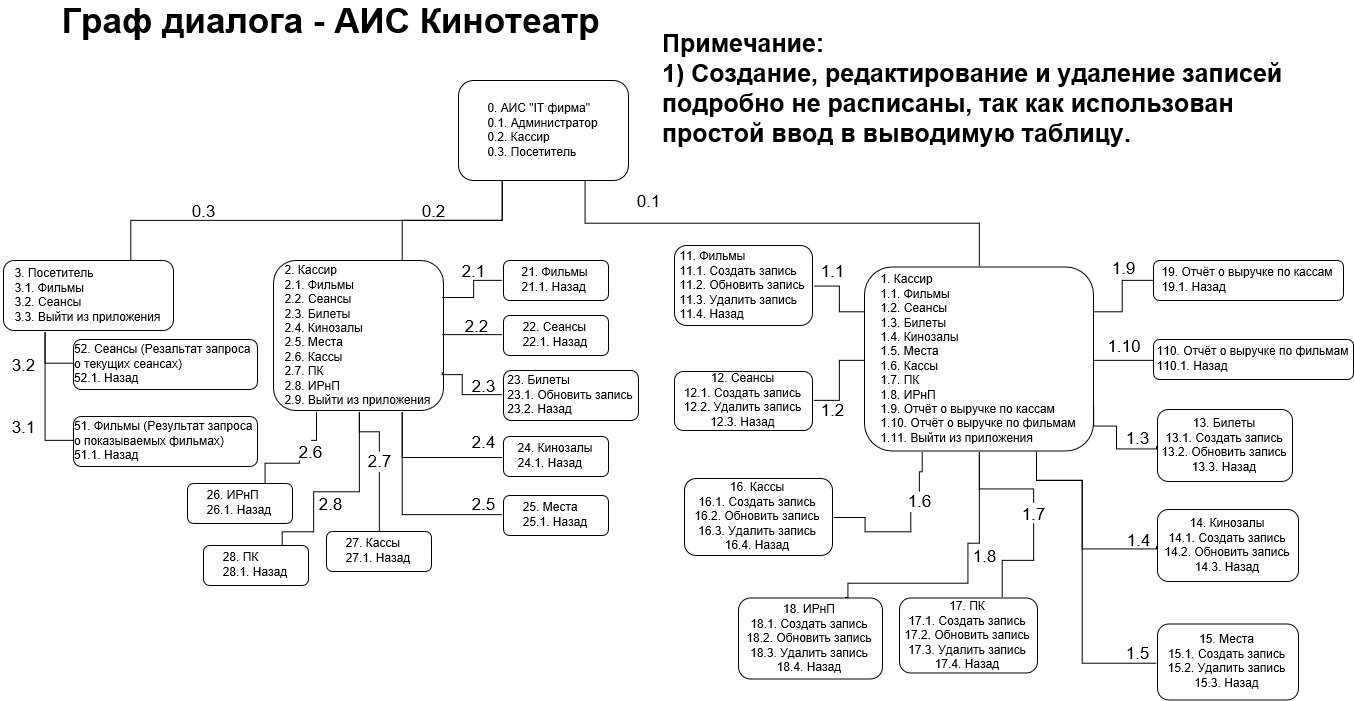 Граф диалога - АИС Кинотеатр
Примечание:
1) Создание, редактирование и удаление записей
подробно не расписаны, так как использован
простой ввод в выводимую таблицу.
0. АИС "IT фирма"
0.1. Администратор
0.2. Кассир
0.3. Посетитель
0.3
0.2
0.1
3. Посетитель
3.1. Фильмы
3.2. Сеансы
3.3. Выйти из приложения
3.2
52. Сеансы (Резальтат запроса
о текущих сеансах)
52.1. Назад
3.1
51. Фильмы (Результат запроса
о показываемых фильмах)
51.1. Назад
2. Кассир
2.1. Фильмы
2.2. Сеансы
2.3. Билеты
2.4. Кинозалы
2.5. Места
2.6. Кассы
2.7. ПК
2.8. ИРнП
2.9. Выйти из приложения
2.1
21. Фильмы
21.1. Назад
2.2
22. Сеансы
22.1. Назад
2.3
23. Билеты
23.1. Обновить запись
23.2. Назад
2.4
24. Кинозалы
24.1. Назад
2.5
25. Места
25.1. Назад
2.6
26. ИРнП
26.1. Назад
2.7
27. Кассы
27.1. Назад
2.8
28. ПК
28.1. Назад
11. Фильмы
11.1. Создать запись
11.2. Обновить запись
11.3. Удалить запись
11.4. Назад
1.1
12. Сеансы
12.1. Создать запись
12.2. Удалить запись
12.3. Назад
1.2
1. Кассир
1.1. Фильмы
1.2. Сеансы
1.3. Билеты
1.4. Кинозалы
1.5. Места
1.6. Кассы
1.7. ПК
1.8. ИРнП
1.9. Отчёт о выручке по кассам
1.10. Отчёт о выручке по фильмам
1.11. Выйти из приложения
1.9
19. Отчёт о выручке по кассам
19.1. Назад
1.10
110. Отчёт о выручке по фильмам
110.1. Назад
1.3
13. Билеты
13.1. Создать запись
13.2. Обновить запись
13.3. Назад
1.6
16. Кассы
16.1. Создать запись
16.2. Обновить запись
16.3. Удалить запись
16.4. Назад
1.7
1.8
1.4
14. Кинозалы
14.1. Создать запись
14.2. Обновить запись
14.3. Назад
18. ИРнП
18.1. Создать запись
18.2. Обновить запись
18.3. Удалить запись
18.4. Назад
17. ПК
17.1. Создать запись
17.2. Обновить запись
17.3. Удалить запись
17.4. Назад
1.5
15. Места
15.1. Создать запись
15.2. Удалить запись
15.3. Назад